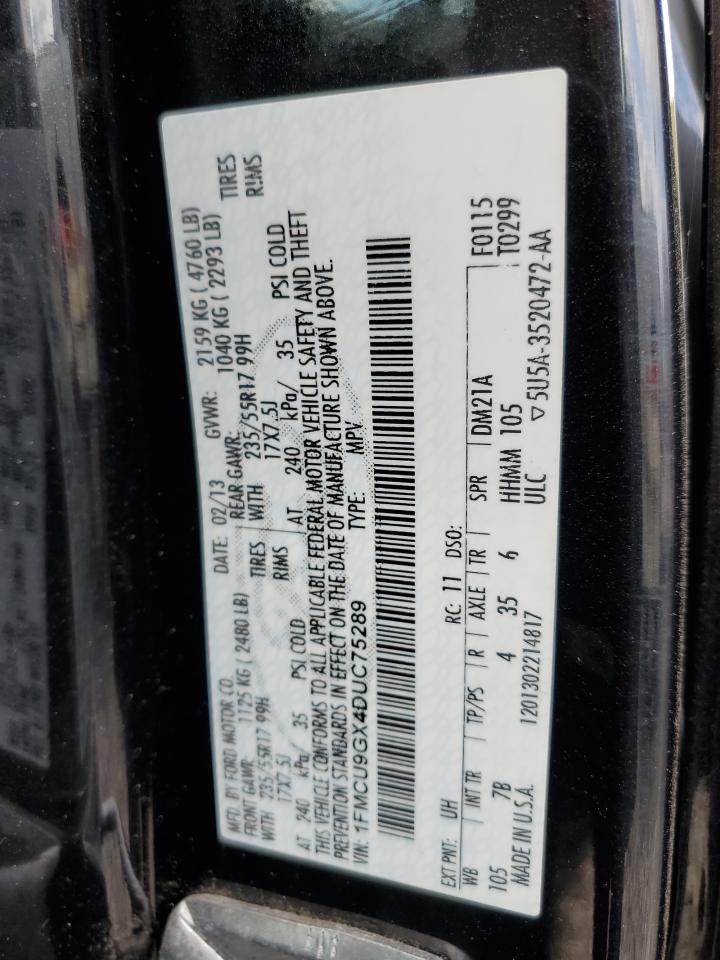 MFD. BY FORD MOTOR CO. DATE: 02/13 GVWR: 2159 KG ( 4760 LB)
FRONT GAWR: 1125 KG ( 2480 LB) REAR GAWR: 1040 KG ( 2293 LB)
WITH 235/55R17 99H TIRES WITH 235/55R17 99H TIRES
17X7.5J RIMS 17X7.5J RIMS
AT 240 kPa/ 35 PSI COLD AT 240 kPa/ 35 PSI COLD
THIS VEHICLE CONFORMS TO ALL APPLICABLE FEDERAL MOTOR VEHICLE SAFETY AND THEFT
PREVENTION STANDARDS IN EFFECT ON THE DATE OF MANUFACTURE SHOWN ABOVE.
VIN: 1FMCU9GX4DUC75289 TYPE: MPV
EXT PNT: UH RC: 11 DSO: F0115
WB INT TR TP/PS R AXLE TR SPR DM21A T0299
105 7B 4 35 6 HHMM 105
MADE IN U.S.A. 1201302214817 ULC ▽5U5A-3520472-AA